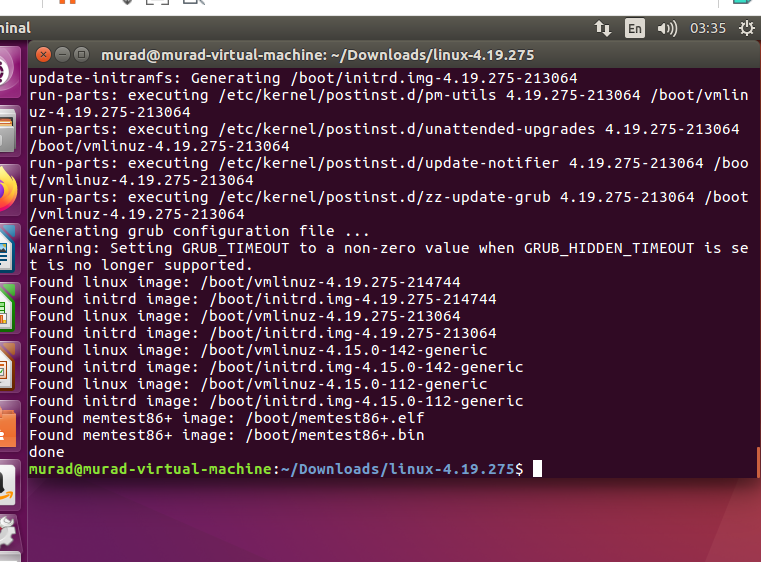 ninal
En
03:35
murad@murad-virtual-machine: ~/Downloads/linux-4.19.275
update-initramfs: Generating /boot/initrd.img-4.19.275-213064
run-parts: executing /etc/kernel/postinst.d/pm-utils 4.19.275-213064 /boot/vmlin
uz-4.19.275-213064
run-parts: executing /etc/kernel/postinst.d/unattended-upgrades 4.19.275-213064
/boot/vmlinuz-4.19.275-213064
run-parts: executing /etc/kernel/postinst.d/update-notifier 4.19.275-213064 /boo
t/vmlinuz-4.19.275-213064
run-parts: executing /etc/kernel/postinst.d/zz-update-grub 4.19.275-213064 /boot
/vmlinuz-4.19.275-213064
Generating grub configuration file ...
Warning: Setting GRUB_TIMEOUT to a non-zero value when GRUB_HIDDEN_TIMEOUT is se
t is no longer supported.
Found linux image: /boot/vmlinuz-4.19.275-214744
Found initrd image: /boot/initrd.img-4.19.275-214744
Found linux image: /boot/vmlinuz-4.19.275-213064
Found initrd image: /boot/initrd.img-4.19.275-213064
Found linux image: /boot/vmlinuz-4.15.0-142-generic
Found initrd image: /boot/initrd.img-4.15.0-142-generic
Found linux image: /boot/vmlinuz-4.15.0-112-generic
Found initrd image: /boot/initrd.img-4.15.0-112-generic
Found memtest86+ image: /boot/memtest86+.elf
Found memtest86+ image: /boot/memtest86+.bin
done
murad@murad-virtual-machine:~/Downloads/linux-4.19.275$